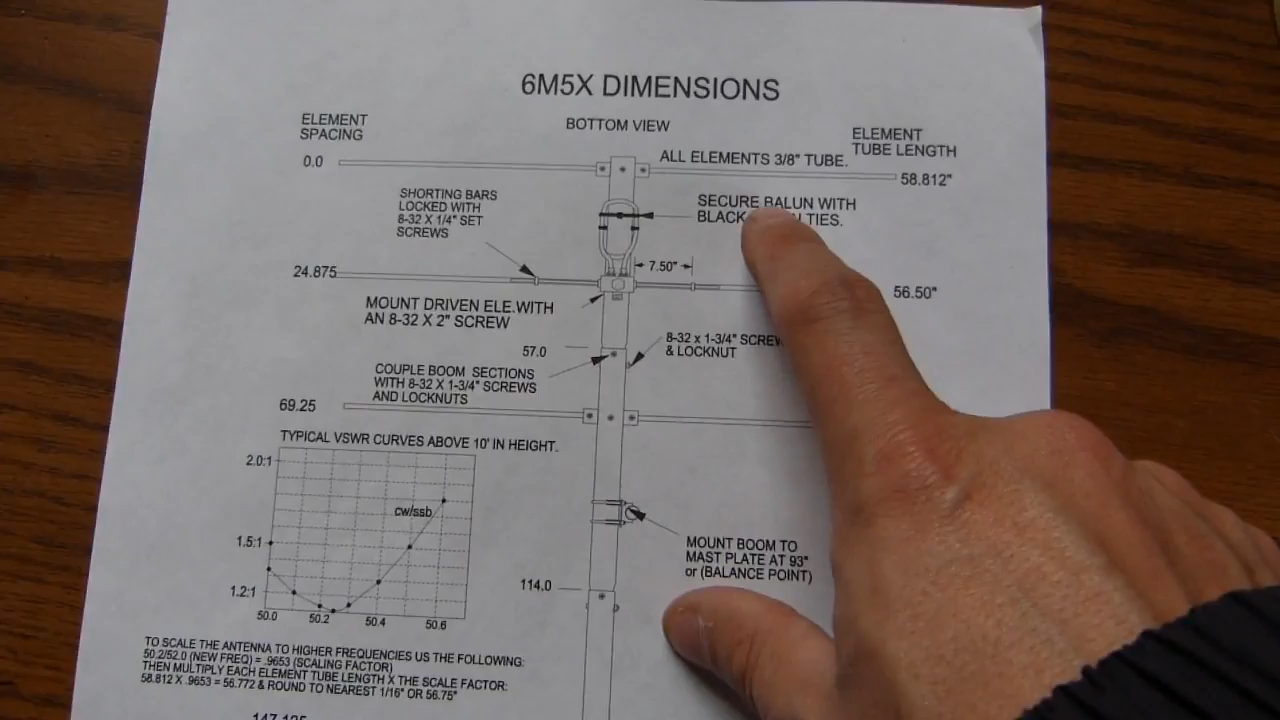 6M5X DIMENSIONS
BOTTOM VIEW
ELEMENT
SPACING
ELEMENT
TUBE LENGTH
0.0
ALL ELEMENTS 3/8" TUBE.
58.812"
SHORTING BARS
LOCKED WITH
8-32 X 1/4" SET
SCREWS
SECURE BALUN WITH
BLACK TIES.
24.875
7.50"
56.50"
MOUNT DRIVEN ELE.WITH
AN 8-32 X 2" SCREW
57.0
8-32 x 1-3/4" SCREW
& LOCKNUT
COUPLE BOOM SECTIONS
WITH 8-32 X 1-3/4" SCREWS
AND LOCKNUTS
69.25
TYPICAL VSWR CURVES ABOVE 10' IN HEIGHT.
2.0:1
cw/ssb
1.5:1
1.2:1
50.0 50.2 50.4 50.6
MOUNT BOOM TO
MAST PLATE AT 93"
or (BALANCE POINT)
114.0
TO SCALE THE ANTENNA TO HIGHER FREQUENCIES US THE FOLLOWING:
50.2/52.0 (NEW FREQ) = .9653 (SCALING FACTOR)
THEN MULTIPLY EACH ELEMENT TUBE LENGTH X THE SCALE FACTOR:
58.812 X .9653 = 56.772 & ROUND TO NEAREST 1/16" OR 56.75"
147.125